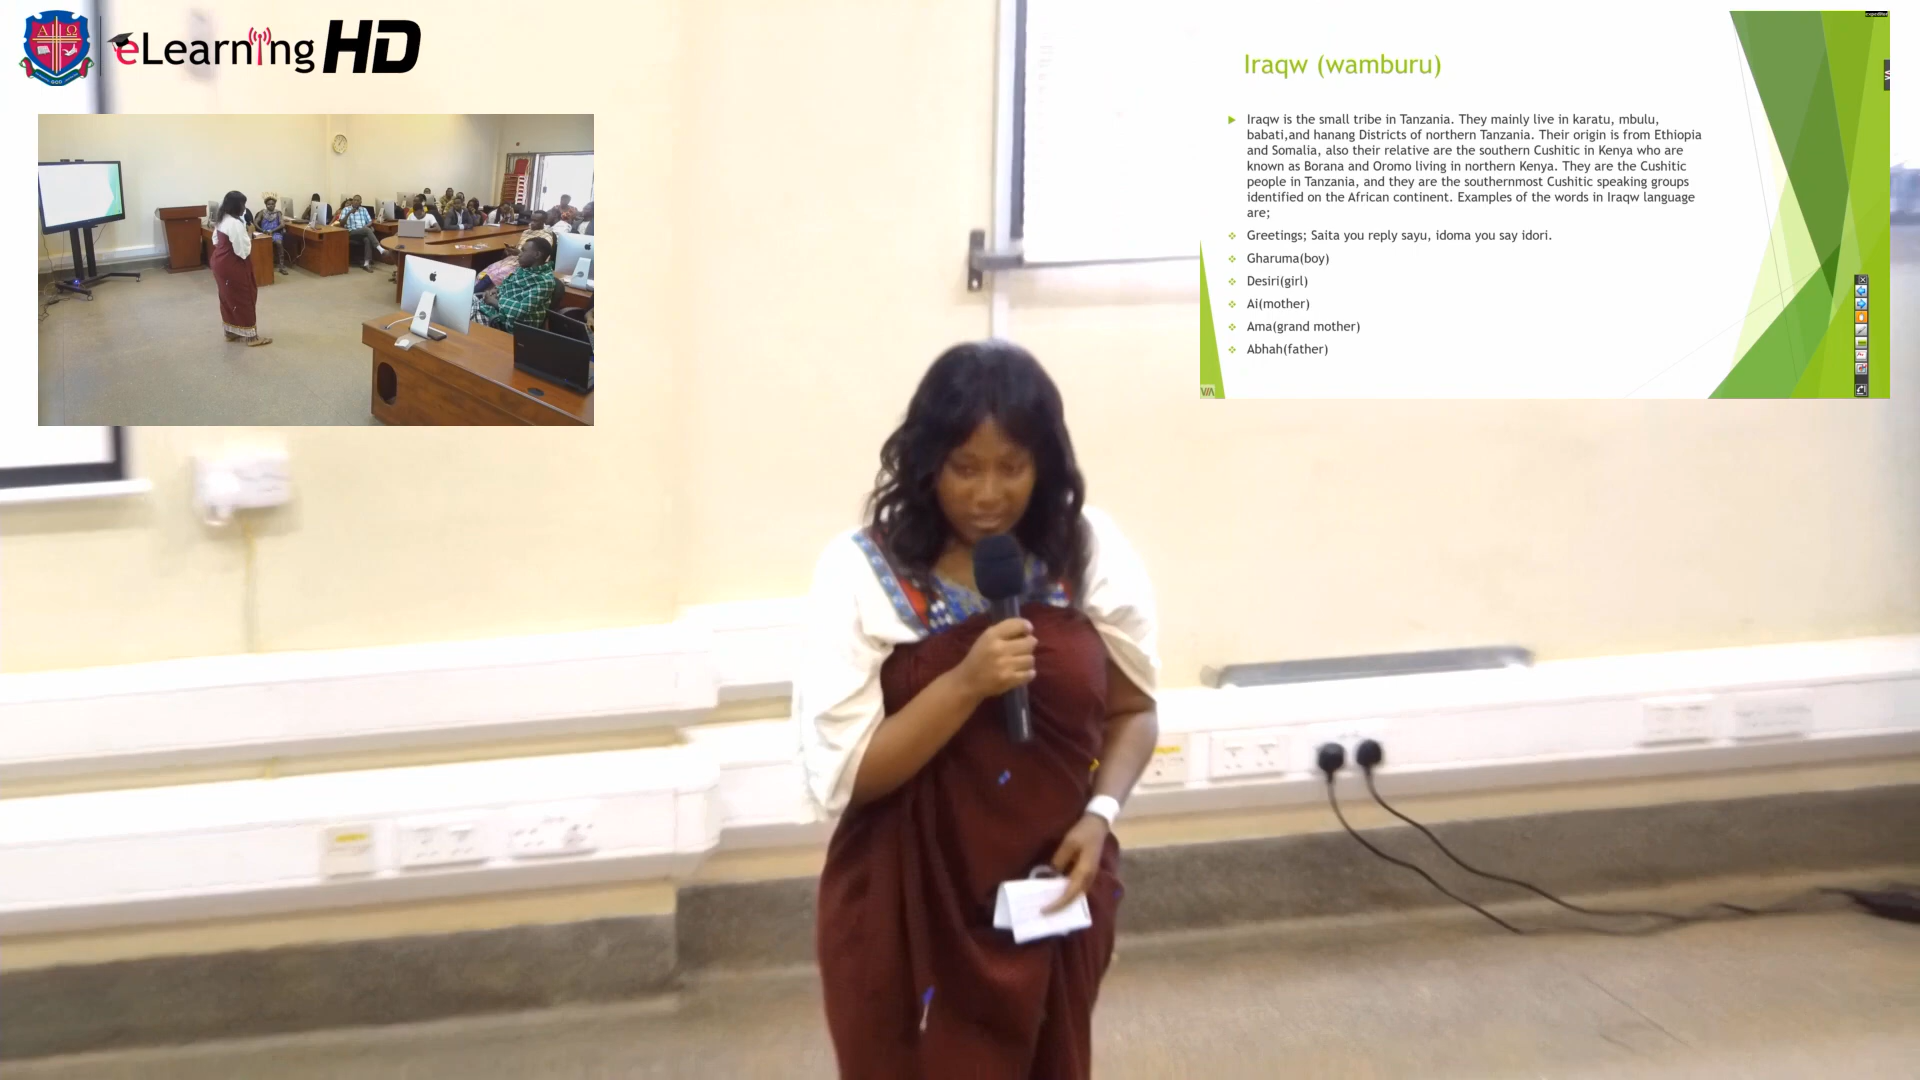 eLearning HD
Iraqw (wamburu)
Iraqw is the small tribe in Tanzania. They mainly live in karatu, mbulu,
babati,and hanang Districts of northern Tanzania. Their origin is from Ethiopia
and Somalia, also their relative are the southern Cushitic in Kenya who are
known as Borana and Oromo living in northern Kenya. They are the Cushitic
people in Tanzania, and they are the southernmost Cushitic speaking groups
identified on the African continent. Examples of the words in Iraqw language
are;
Greetings; Saita you reply sayu, idoma you say idori.
Gharuma(boy)
Desiri(girl)
Ai(mother)
Ama(grand mother)
Abhah(father)
VIA